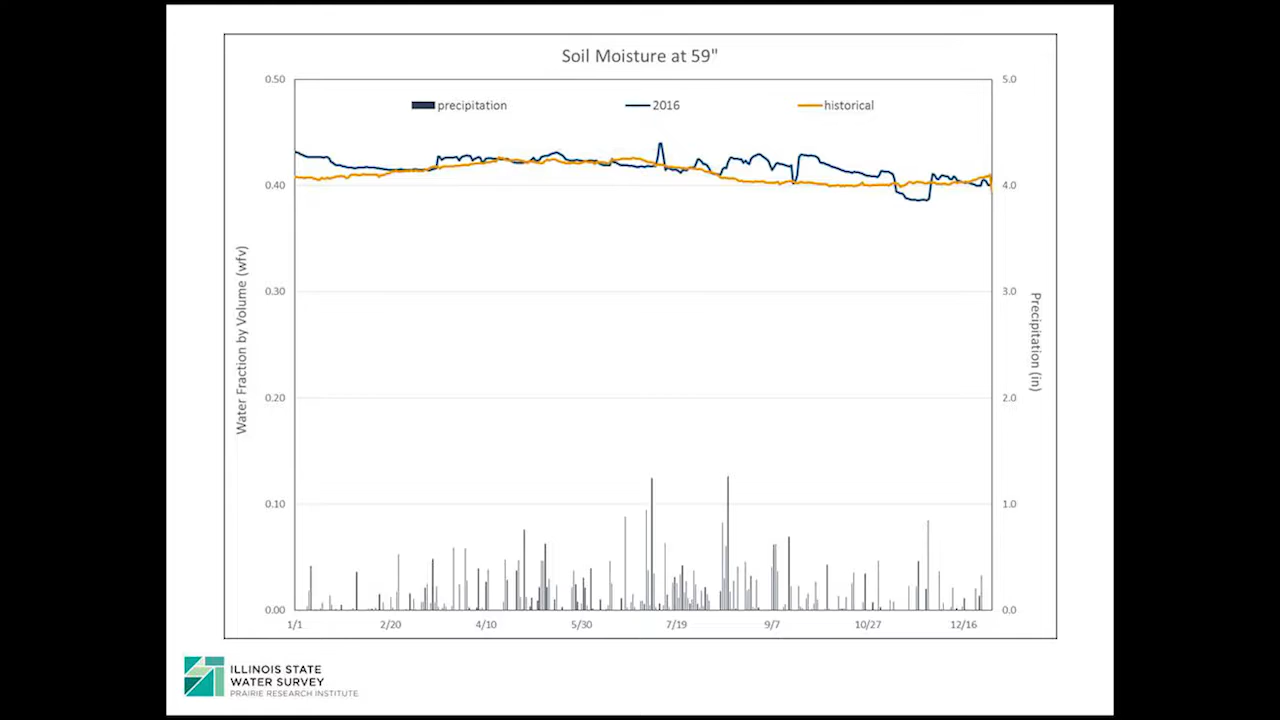 Soil Moisture at 59"
0.50
5.0
precipitation
2016
historical
0.40
4.0
0.30
3.0
Water Fraction by Volume (wfv)
Precipitation (in)
0.20
2.0
0.10
1.0
0.00
0.0
1/1 2/20 4/10 5/30 7/19 9/7 10/27 12/16
ILLINOIS STATE
WATER SURVEY
PRAIRIE RESEARCH INSTITUTE